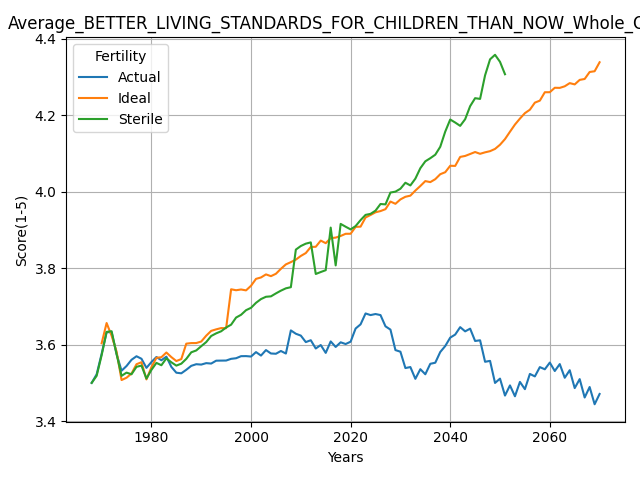 Average_BETTER_LIVING_STANDARDS_FOR_CHILDREN_THAN_NOW_Whole_C
Fertility
Actual
Ideal
Sterile
Score(1-5)
4.4
4.2
4.0
3.8
3.6
3.4
1980 2000 2020 2040 2060
Years